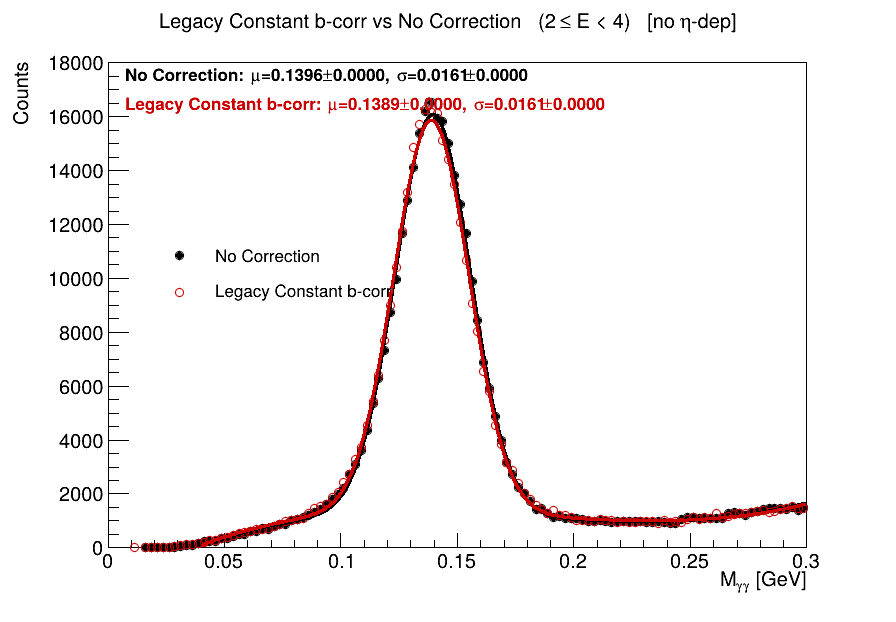 Legacy Constant b-corr vs No Correction (2 ≤ E < 4) [no η-dep]
Counts
18000
16000
14000
12000
10000
8000
6000
4000
2000
0
No Correction: μ=0.1396±0.0000, σ=0.0161±0.0000
Legacy Constant b-corr: μ=0.1389±0.0000, σ=0.0161±0.0000
No Correction
Legacy Constant b-corr
0 0.05 0.1 0.15 0.2 0.25 0.3
Mγγ [GeV]